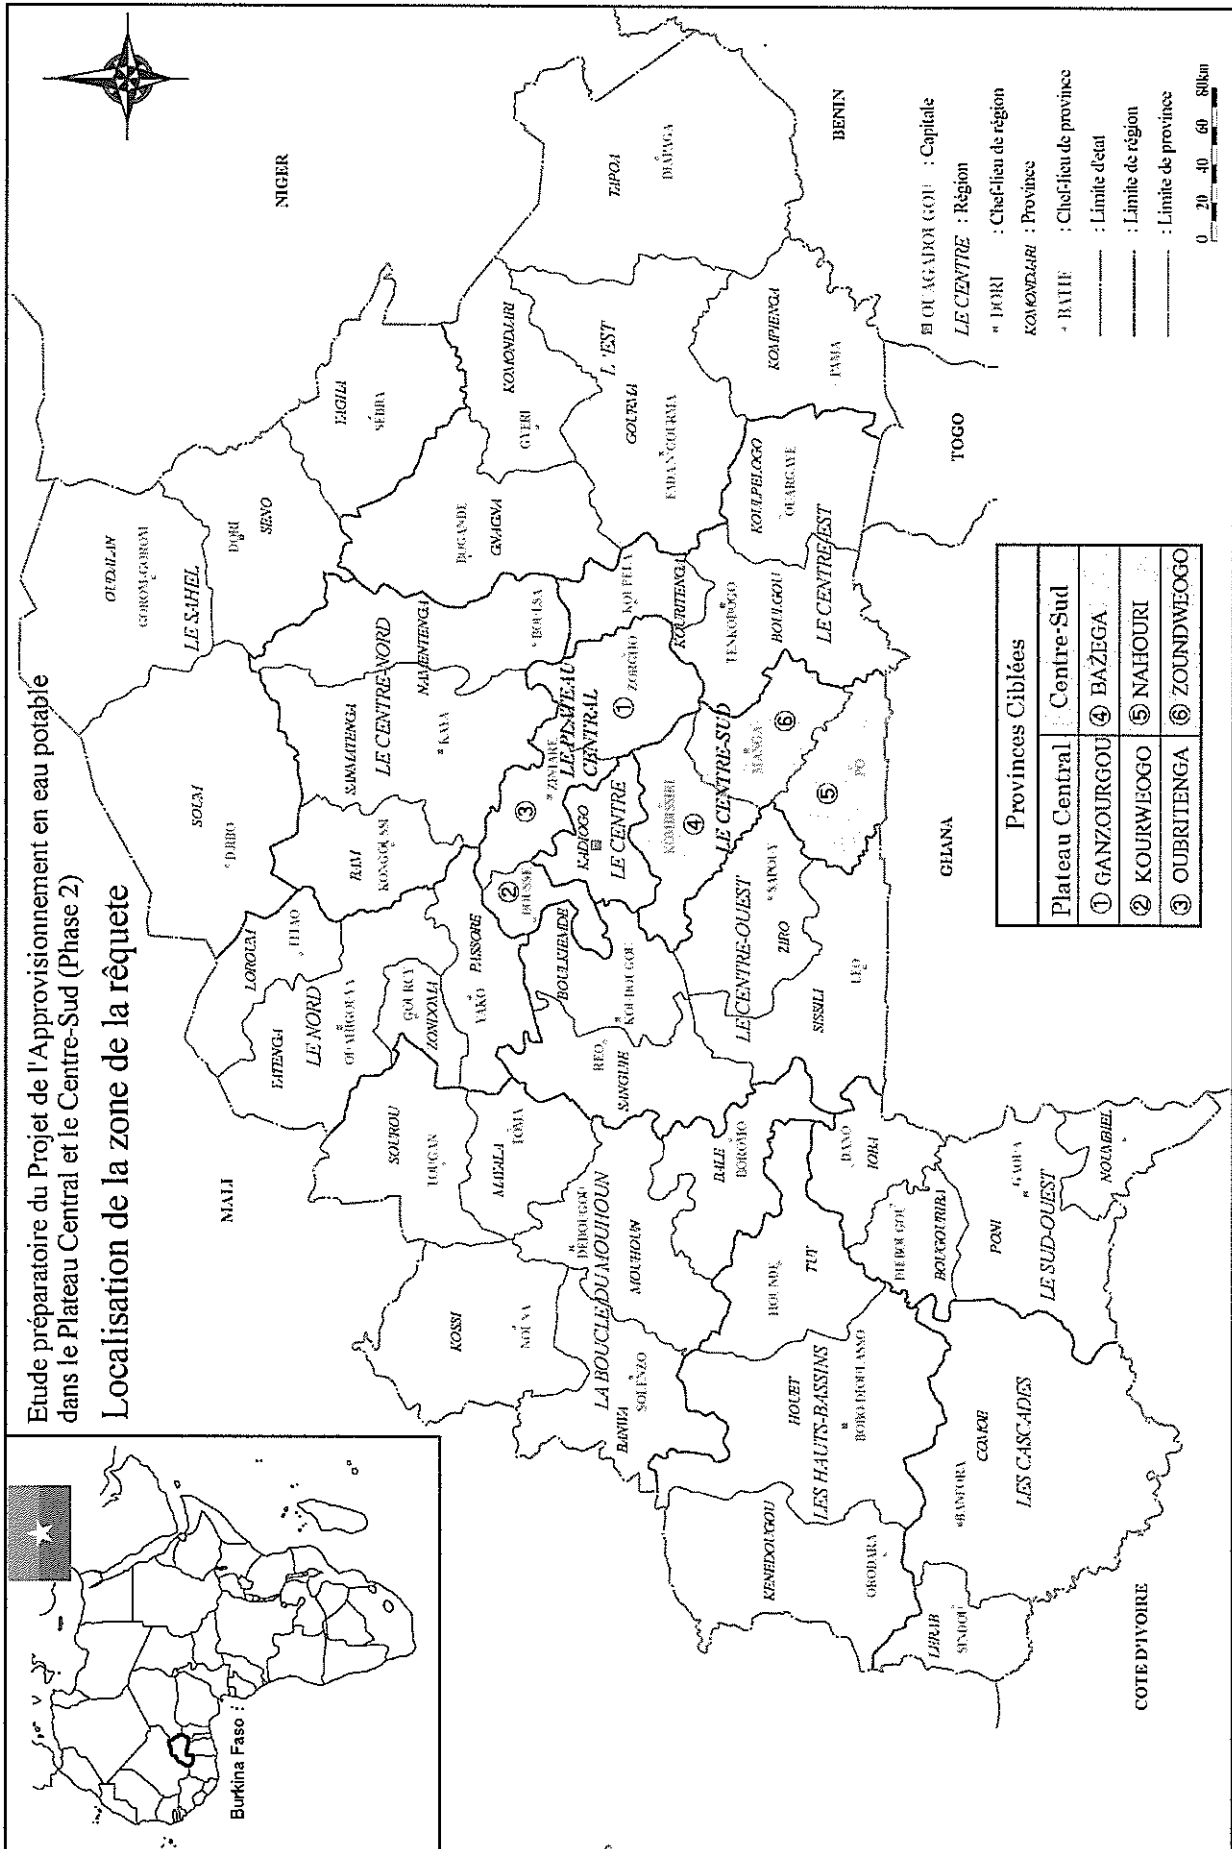 Etude préparatoire du Projet de l'Approvisionnement en eau potable
dans le Plateau Central et le Centre-Sud (Phase 2)
Localisation de la zone de la rêquete
Burkina Faso :
MALI
NIGER
BENIN
TOGO
GHANA
COTE D'IVOIRE
OUDALAN
GOROM-GOROM
LE SAHEL
SOUM
DJIBO
DORI
SENO
YAGHA
SEBBA
LOROUM
TITAO
YATENGA
LE NORD
OUAHIGOUYA
GOURCY
ZONDOMA
PASSORE
YAKO
BAM
KONGOUSSI
SANMATENGA
LE CENTRE-NORD
KAYA
NAMENTENGA
BOULSA
BOGANDE
GNAGNA
KOMONDJARI
GYERI
L'EST
GOURMA
FADA N'GOURMA
TAPOA
DIAPAGA
KOMPIENGA
PAMA
KOULPELOGO
OUARGAYE
LE CENTRE/EST
KOUPELA
KOURITENGA
TENKODOGO
BOULGOU
①
ZORGHO
LE PLATEAU
CENTRAL
③
ZINIARE
②
BOUSSE
KADIOGO
LE CENTRE
KOMBISSIRI
④
LE CENTRE-SUD
MANGA
⑥
⑤
PO
BOULKIEMDE
KOUDOUGOU
REO
SANGUIE
LE CENTRE-OUEST
SAPOUY
ZIRO
SISSILI
LEO
SOUROU
TOUGAN
NAYALA
TOMA
KOSSI
NOUNA
DEDOUGOU
LA BOUCLE DU MOUHOUN
MOUHOUN
BANWA
SOLENZO
BALE
BOROMO
HOUNDE
TUY
HOUET
LES HAUTS-BASSINS
BOBO DIOULASSO
KENEDOUGOU
ORODARA
DANO
IOBA
DIEBOUGOU
BOUGOURIBA
PONI
GAOUA
LE SUD-OUEST
NOUMBIEL
COMOE
BANFORA
LES CASCADES
LERAB
SINDOU
OUAGADOUGOU : Capitale
LE CENTRE : Région
DORI : Chef-lieu de région
KOMONDJARI : Province
BATIE : Chef-lieu de province
: Limite d'etat
: Limite de région
: Limite de province
0 20 40 60 80km
Provinces Ciblées
Plateau Central Centre-Sud
① GANZOURGOU ④ BAZEGA
② KOURWEOGO ⑤ NAHOURI
③ OUBRITENGA ⑥ ZOUNDWEOGO